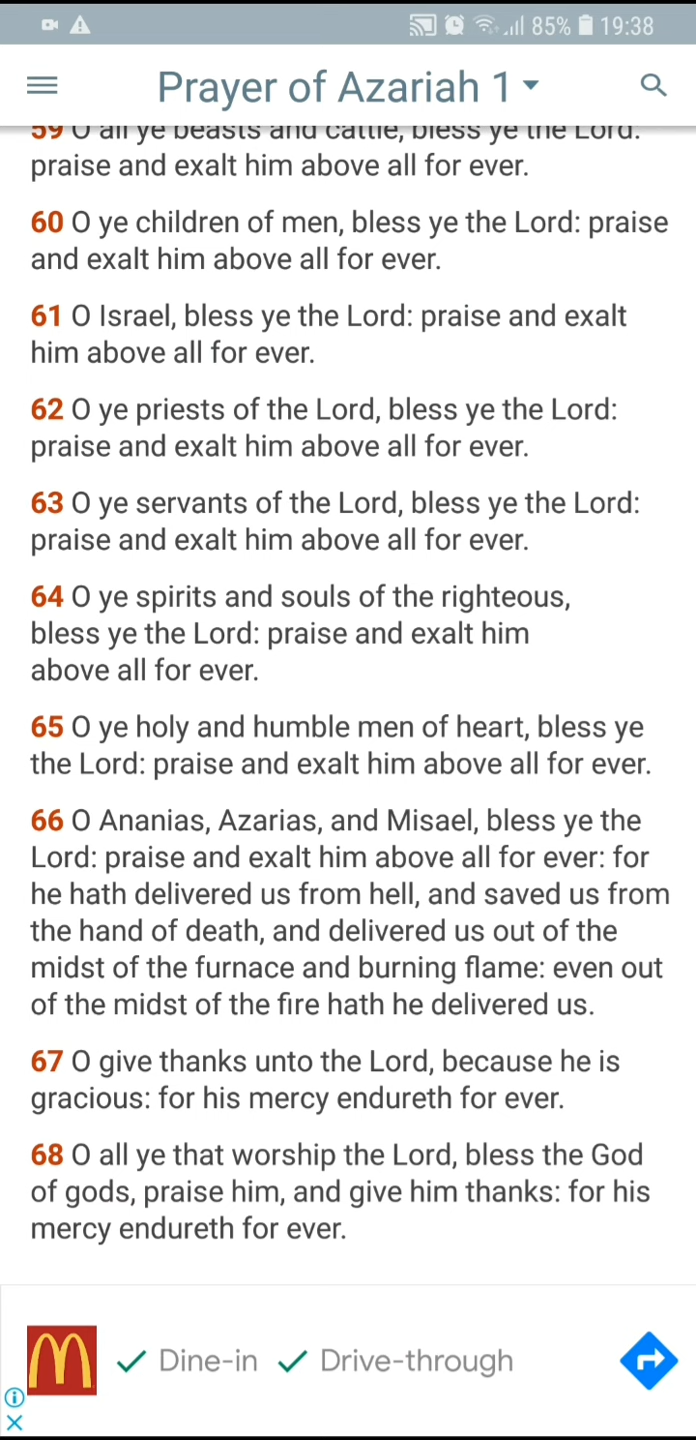 85% 19:38
Prayer of Azariah 1
59 O all ye beasts and cattle, bless ye the Lord:
praise and exalt him above all for ever.
60 O ye children of men, bless ye the Lord: praise
and exalt him above all for ever.
61 O Israel, bless ye the Lord: praise and exalt
him above all for ever.
62 O ye priests of the Lord, bless ye the Lord:
praise and exalt him above all for ever.
63 O ye servants of the Lord, bless ye the Lord:
praise and exalt him above all for ever.
64 O ye spirits and souls of the righteous,
bless ye the Lord: praise and exalt him
above all for ever.
65 O ye holy and humble men of heart, bless ye
the Lord: praise and exalt him above all for ever.
66 O Ananias, Azarias, and Misael, bless ye the
Lord: praise and exalt him above all for ever: for
he hath delivered us from hell, and saved us from
the hand of death, and delivered us out of the
midst of the furnace and burning flame: even out
of the midst of the fire hath he delivered us.
67 O give thanks unto the Lord, because he is
gracious: for his mercy endureth for ever.
68 O all ye that worship the Lord, bless the God
of gods, praise him, and give him thanks: for his
mercy endureth for ever.
M Dine-in Drive-through